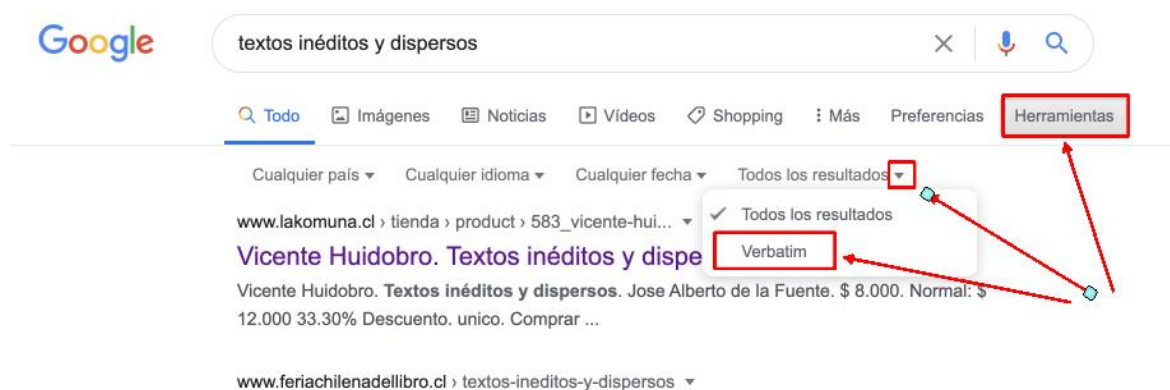 Google
textos inéditos y dispersos
Todo Imágenes Noticias Vídeos Shopping Más Preferencias Herramientas
Cualquier país Cualquier idioma Cualquier fecha Todos los resultados
Todos los resultados
Verbatim
www.lakomuna.cl › tienda › product › 583_vicente-hui...
Vicente Huidobro. Textos inéditos y dispe
Vicente Huidobro. Textos inéditos y dispersos. Jose Alberto de la Fuente. $ 8.000. Normal: $
12.000 33.30% Descuento. unico. Comprar ...
www.feriachilenadellibro.cl › textos-ineditos-y-dispersos